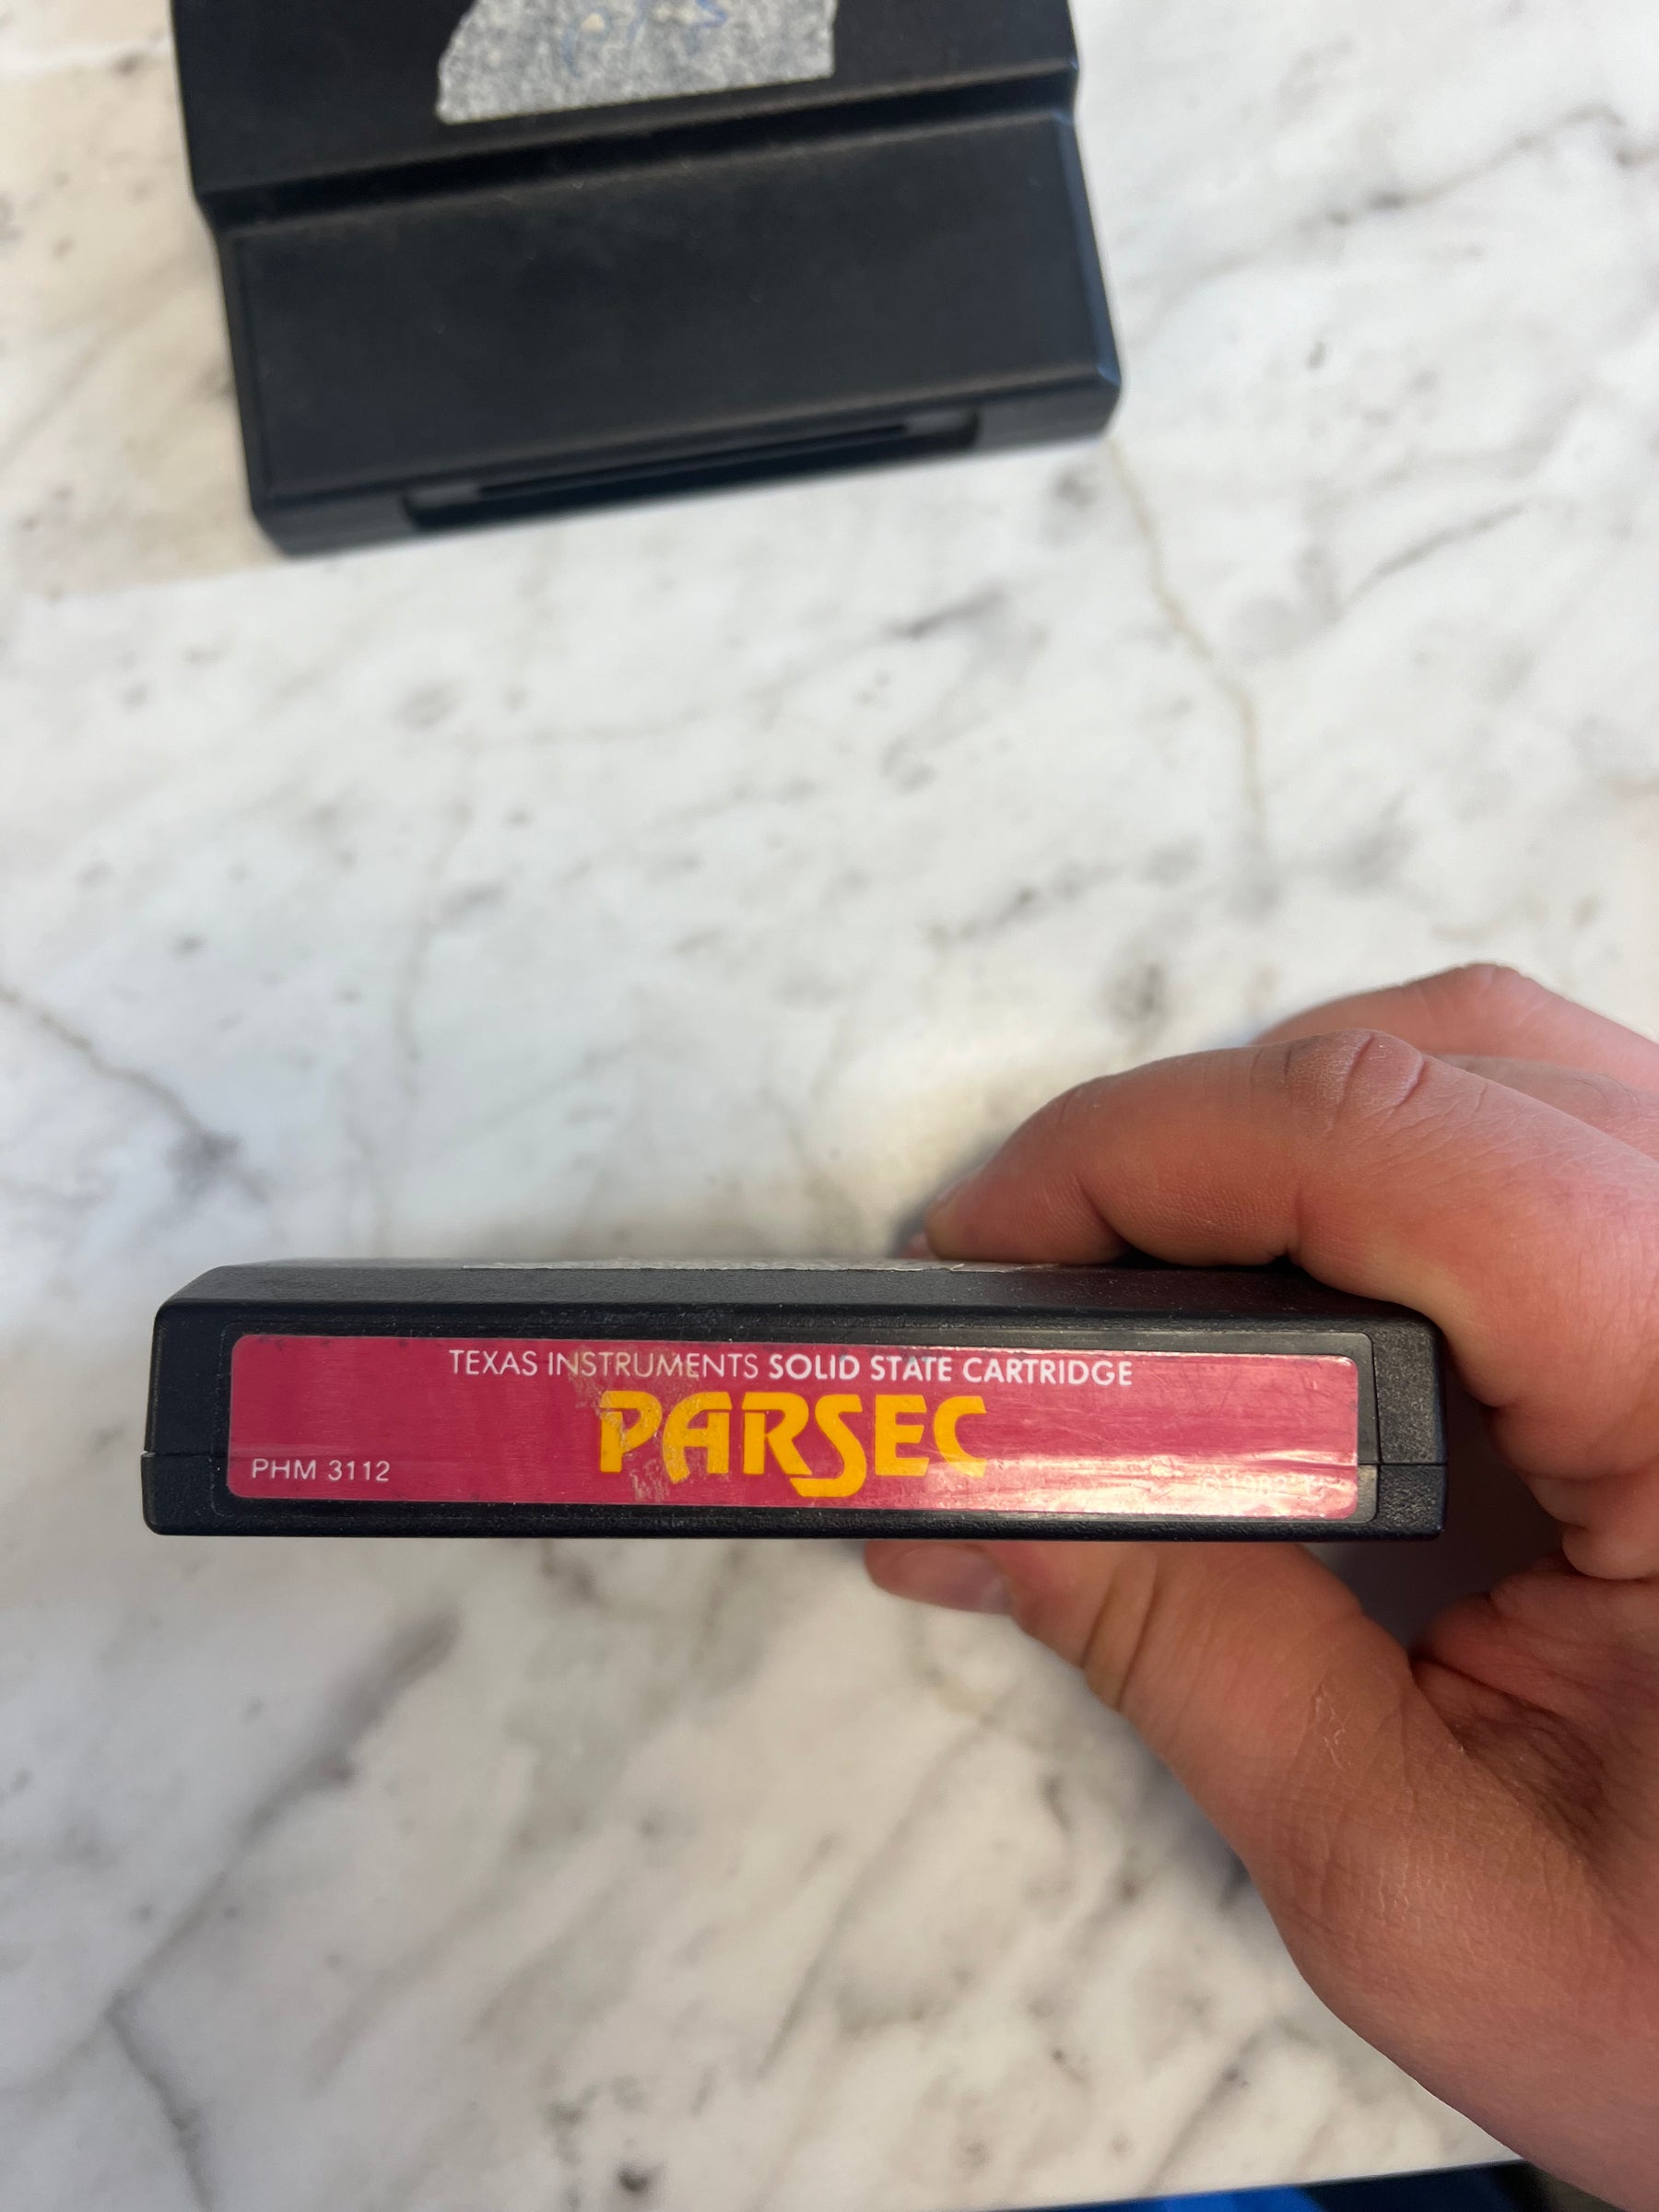 TEXAS INSTRUMENTS SOLID STATE CARTRIDGE
PARSEC
PHM 3112